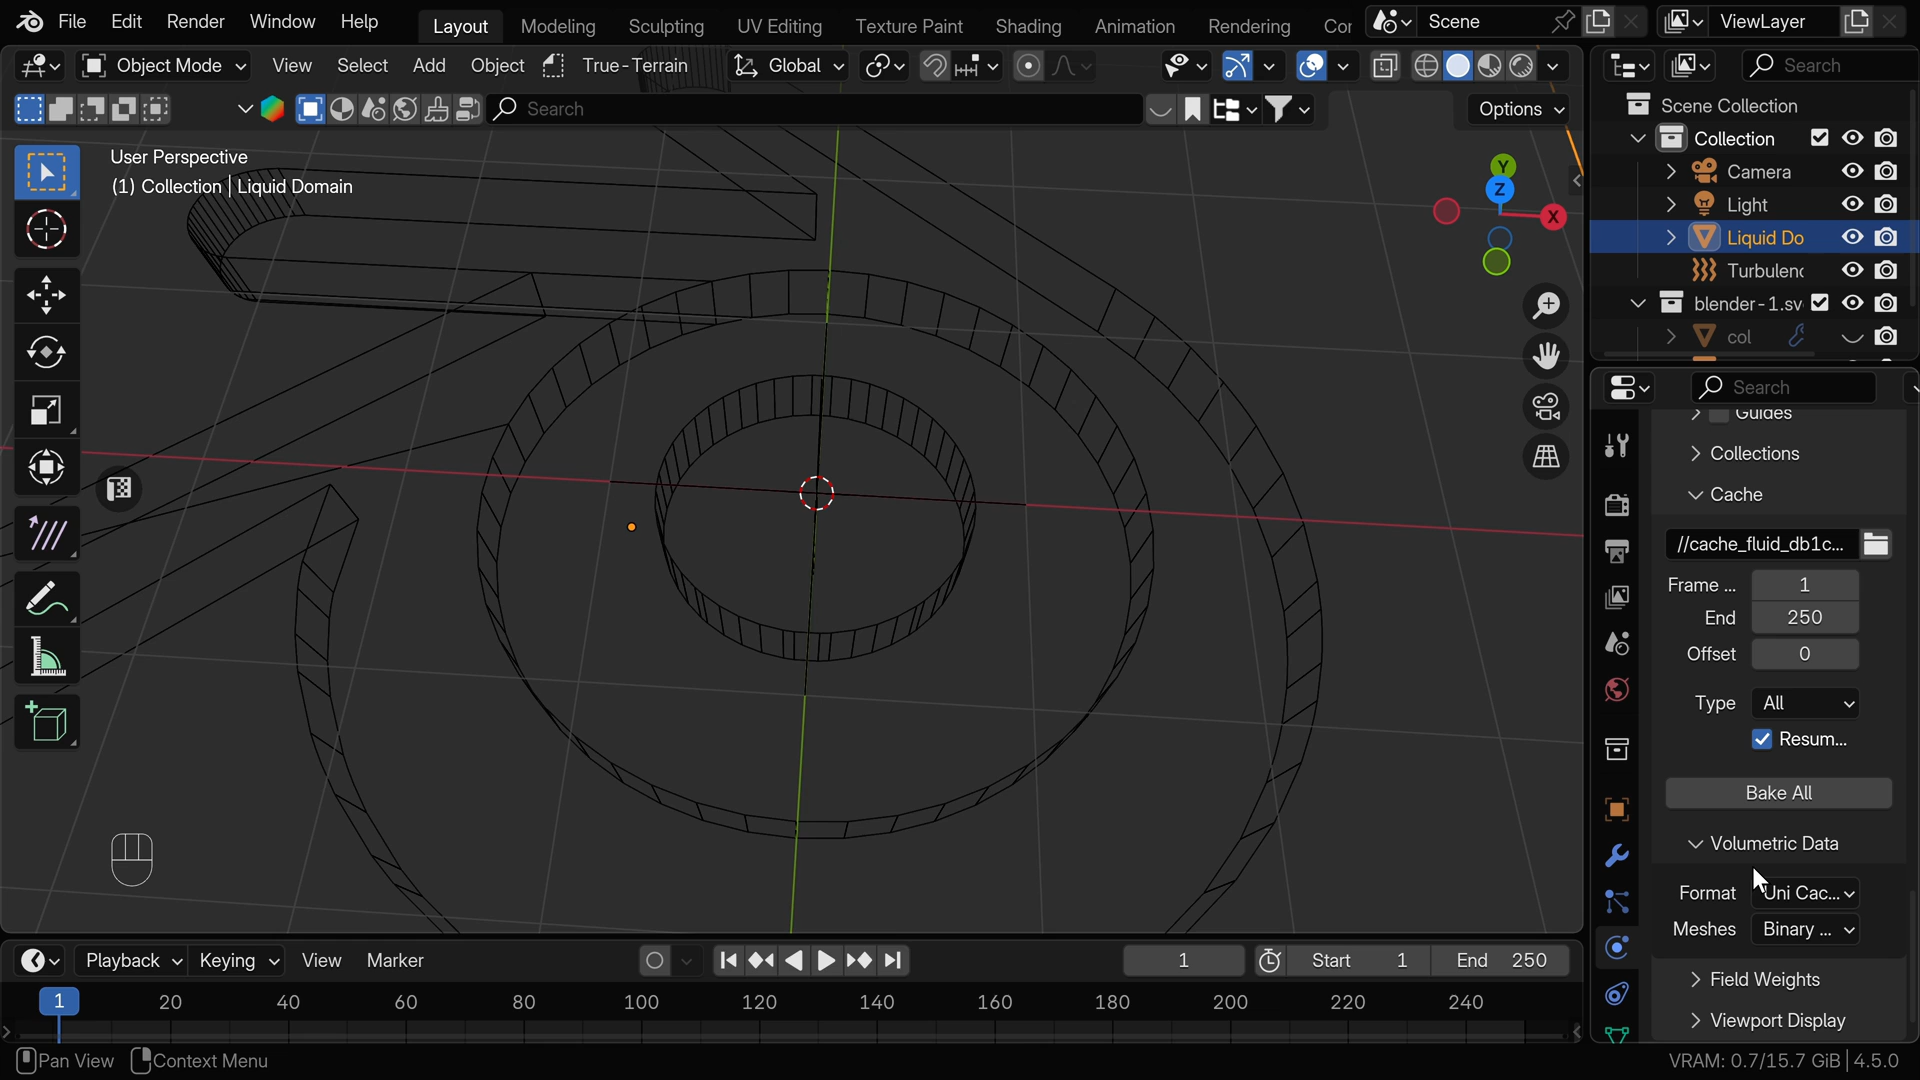 File Edit Render Window Help Layout Modeling Sculpting UV Editing Texture Paint Shading Animation Rendering Cor Scene ViewLayer
Object Mode View Select Add Object True-Terrain Global Search
Search Options
User Perspective
(1) Collection | Liquid Domain
Y
Z
X
Scene Collection
Collection
Camera
Light
Liquid Do
Turbulenc
blender-1.sv
col
Search
Guides
Collections
Cache
//cache_fluid_db1c...
Frame ... 1
End 250
Offset 0
Type All
Resum...
Bake All
Volumetric Data
Format Uni Cac...
Meshes Binary ...
Field Weights
Viewport Display
Playback Keying View Marker 1 Start 1 End 250
1 20 40 60 80 100 120 140 160 180 200 220 240
Pan View Context Menu VRAM: 0.7/15.7 GiB | 4.5.0